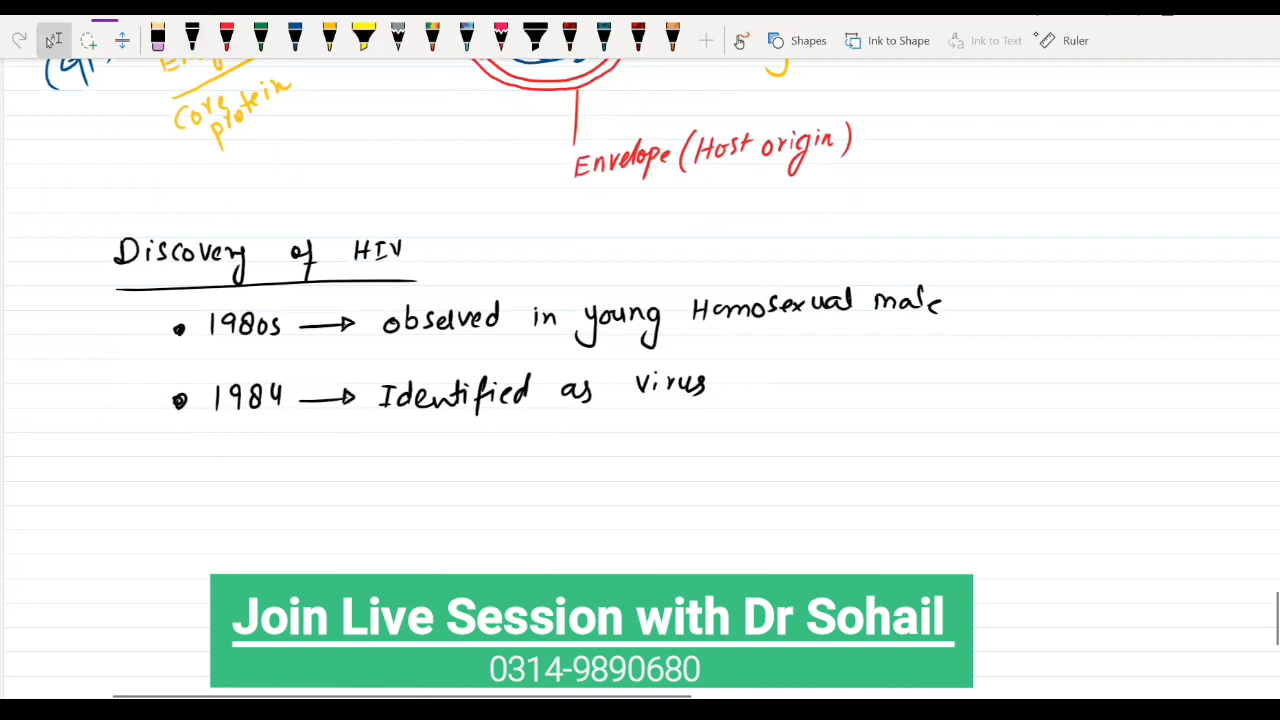 Shapes
Ink to Shape
Ink to Text
Ruler
Core
protein
Envelope (Host origin)
Discovery of HIV
• 1980s → observed in young Homosexual male
• 1984 → Identified as virus
Join Live Session with Dr Sohail
0314-9890680